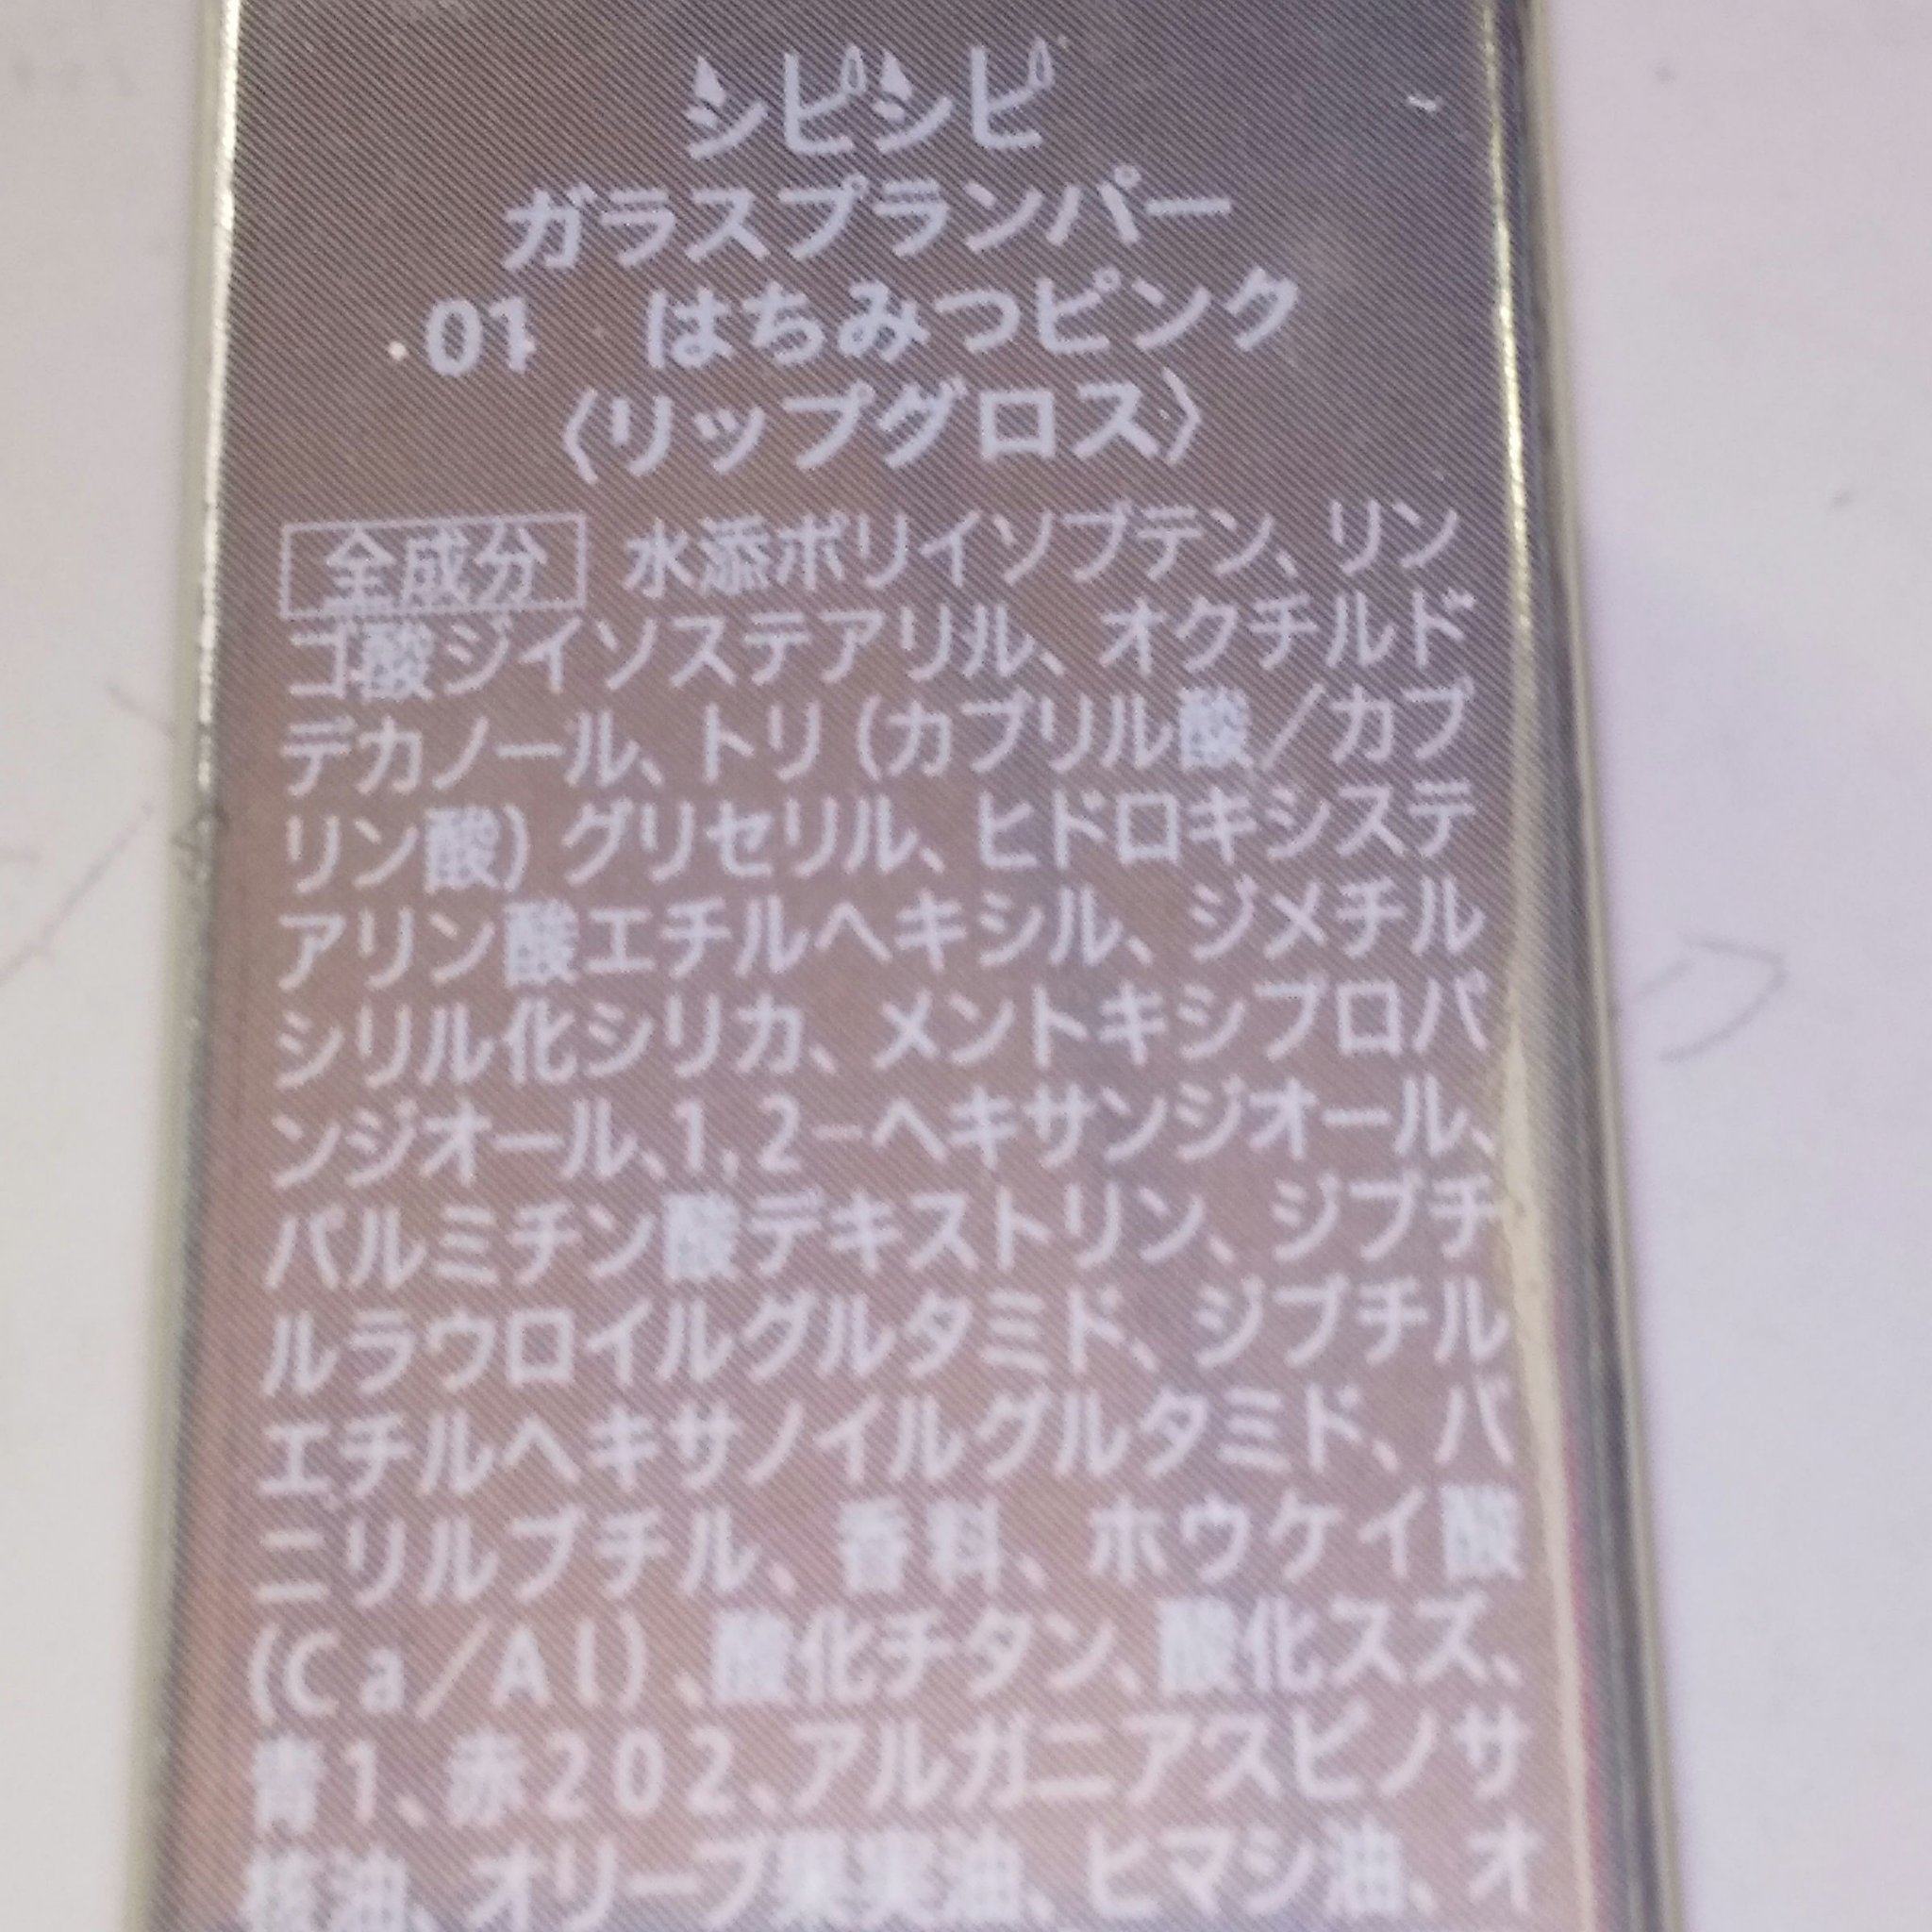 シピシピ
ガラスプランパー
01 はちみつピンク
〈リップグロス〉
全成分 水添ポリイソブテン、リン
ゴ酸ジイソステアリル、オクチルド
デカノール、トリ(カプリル酸/カプ
リン酸)グリセリル、ヒドロキシステ
アリン酸エチルヘキシル、ジメチル
シリル化シリカ、メントキシプロパ
ンジオール、1,2-ヘキサンジオール、
パルミチン酸デキストリン、ジブチ
ルラウロイルグルタミド、ジブチル
エチルヘキサノイルグルタミド、バ
ニリルブチル、香料、ホウケイ酸
(Ca/Al)、酸化チタン、酸化スズ、
青1、赤202、アルガニアスピノサ
核油、オリーブ果実油、ヒマシ油、オ